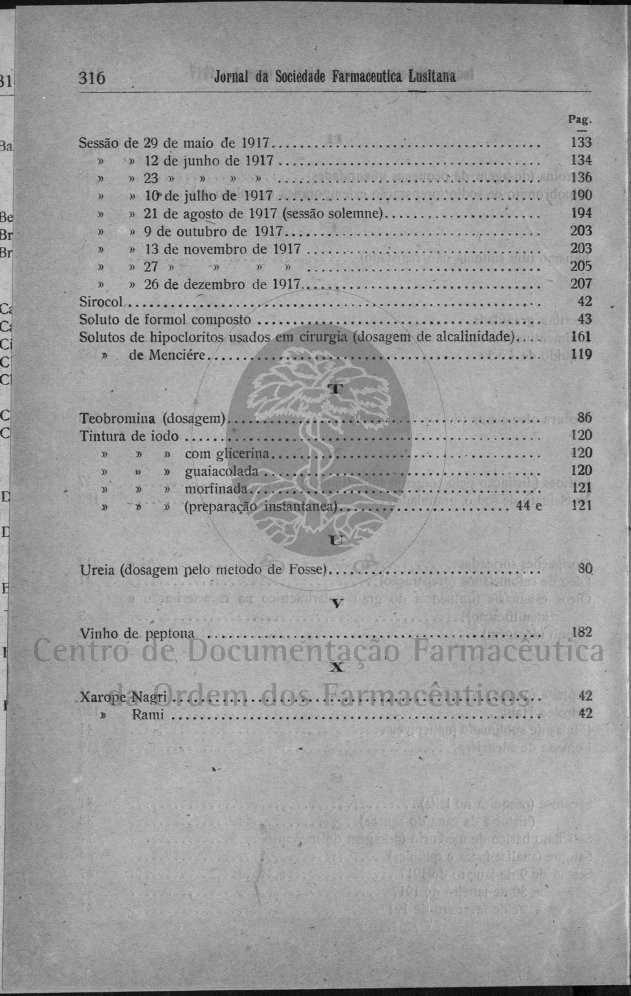 316 Jornal da Sociedade Farmaceutica Lusitana
Pag.
Sessão de 29 de maio de 1917 133
» » 12 de junho de 1917 134
» » 23 » » » » 136
» » 10 de julho de 1917 190
» » 21 de agosto de 1917 (sessão solemne) 194
» » 9 de outubro de 1917 203
» » 13 de novembro de 1917 203
» » 27 » » » » 205
» » 26 de dezembro de 1917 207
Sirocol 42
Soluto de formol composto 43
Solutos de hipocloritos usados em cirurgia (dosagem de alcalinidade) 161
» de Menciére 119
T
Teobromina (dosagem) 86
Tintura de iodo 120
» » » com glicerina 120
» » » guaiacolada 120
» » » morfinada 121
» » » (preparação instantanea) 44 e 121
U
Ureia (dosagem pelo metodo de Fosse) 80
V
Vinho de peptona 182
Centro de Documentação Farmacêutica
X
da Ordem dos Farmacêuticos
Xarope Nagri 42
» Rami 42